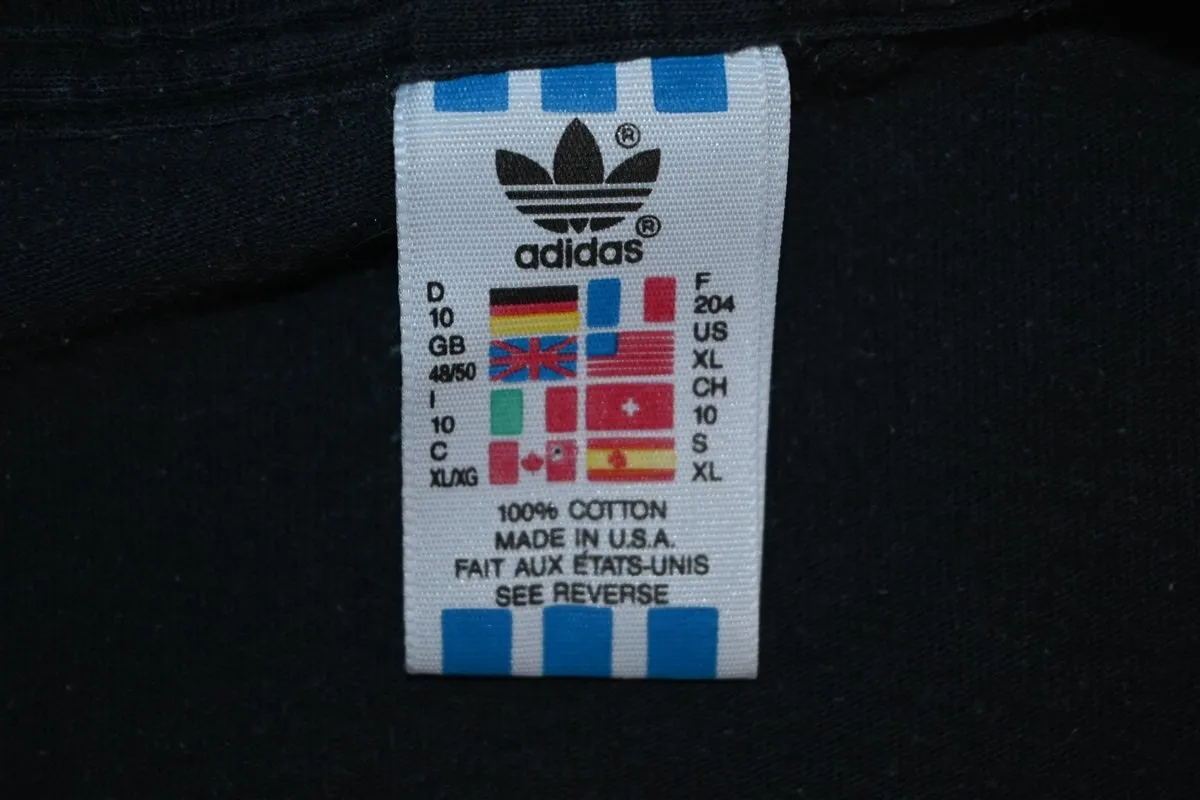 ®
®
adidas
D
10
GB
48/50
I
10
C
XL/XG
F
204
US
XL
CH
10
S
XL
100% COTTON
MADE IN U.S.A.
FAIT AUX ÉTATS-UNIS
SEE REVERSE